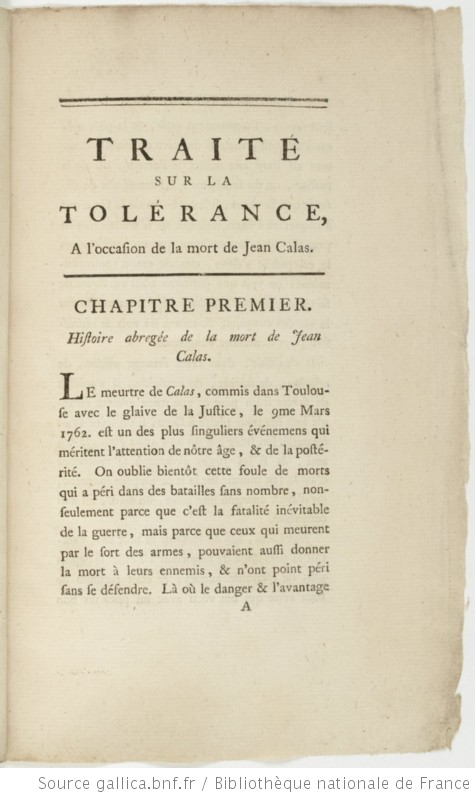 TRAITÉ
SUR LA
TOLÉRANCE,
A l'occaſion de la mort de Jean Calas.
CHAPITRE PREMIER.
Hiſtoire abregée de la mort de Jean
Calas.
LE meurtre de Calas, commis dans Toulou-
ſe avec le glaive de la Juſtice, le 9me Mars
1762. eſt un des plus ſinguliers événemens qui
méritent l'attention de nôtre âge, & de la poſté-
rité. On oublie bientôt cette foule de morts
qui a péri dans des batailles ſans nombre, non-
ſeulement parce que c'eſt la fatalité inévitable
de la guerre, mais parce que ceux qui meurent
par le ſort des armes, pouvaient auſſi donner
la mort à leurs ennemis, & n'ont point péri
ſans ſe défendre. Là où le danger & l'avantage
A
Source gallica.bnf.fr / Bibliothèque nationale de France